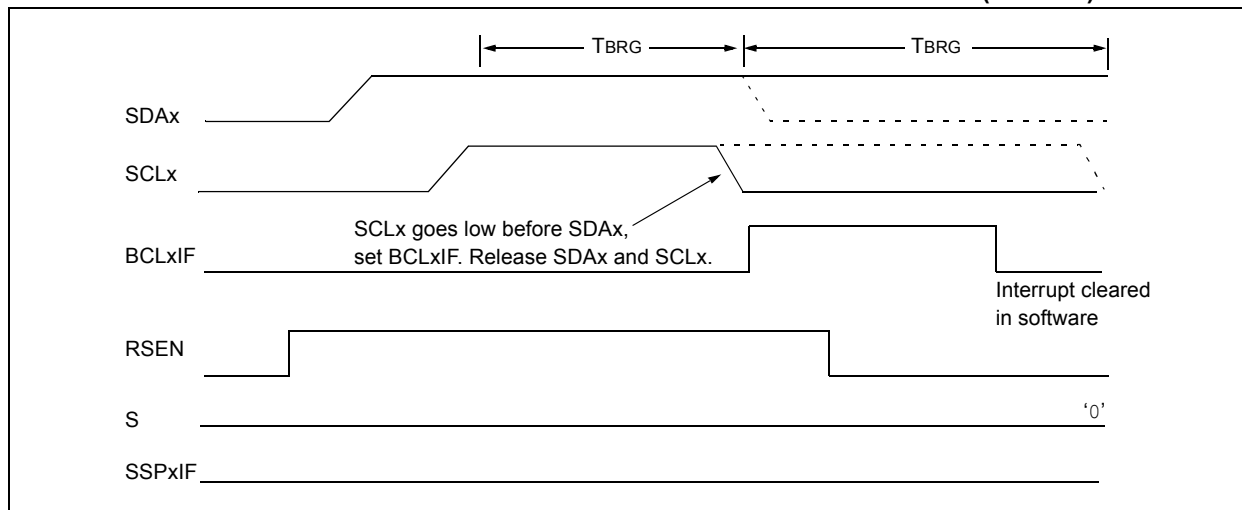 TBRG TBRG
SDAx
SCLx
SCLx goes low before SDAx,
set BCLxIF. Release SDAx and SCLx.
BCLxIF
Interrupt cleared
in software
RSEN
S ‘0’
SSPxIF